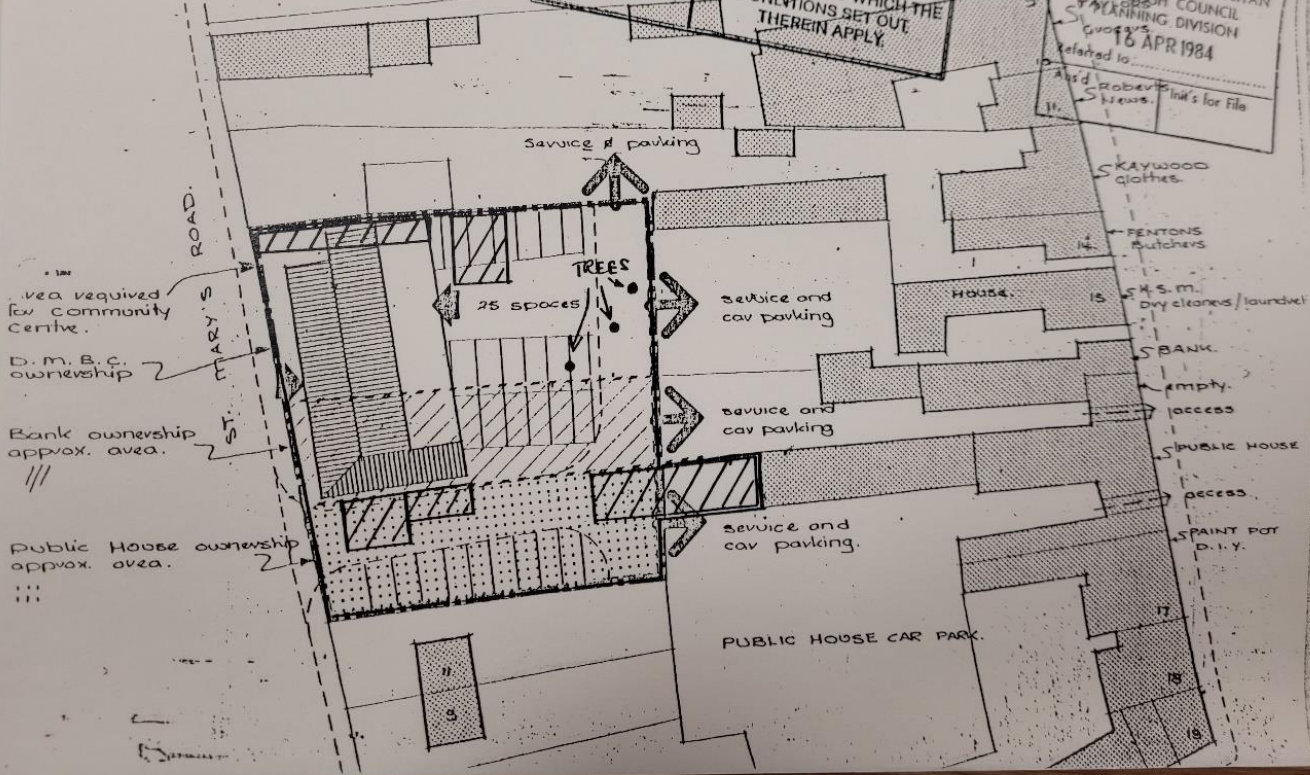 WHICH THE
SET OUT
THEREIN APPLY.
COUNCIL
PLANNING DIVISION
16 APR 1984
Referred to
Ans'd
Init's for File
Roberts
News.
11.
Service & parking
SKAYWOOD
clothes.
FENTONS
Butchers
14.
HOUSE.
15
M.S.M.
Dry cleaners/
BANK.
empty.
access
PUBLIC HOUSE
access
PAINT POT
D.I.Y.
17
18
19
ROAD.
MARY'S
ST.
required
for community
Centre.
D.M.B.C.
ownership
Bank ownership
approx. area.
Public House ownership
approx. area.
TREES
25 spaces
service and
car parking
service and
car parking
service and
car parking.
PUBLIC HOUSE CAR PARK.
11
9